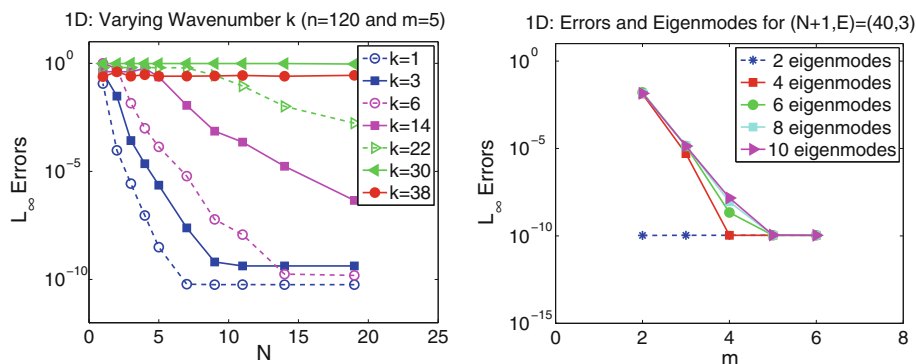 1D: Varying Wavenumber k (n=120 and m=5)
10^0
10^-5
10^-10
L∞ Errors
0 5 10 15 20 25
N
k=1
k=3
k=6
k=14
k=22
k=30
k=38
1D: Errors and Eigenmodes for (N+1,E)=(40,3)
10^0
10^-5
10^-10
10^-15
L∞ Errors
0 2 4 6 8
m
2 eigenmodes
4 eigenmodes
6 eigenmodes
8 eigenmodes
10 eigenmodes